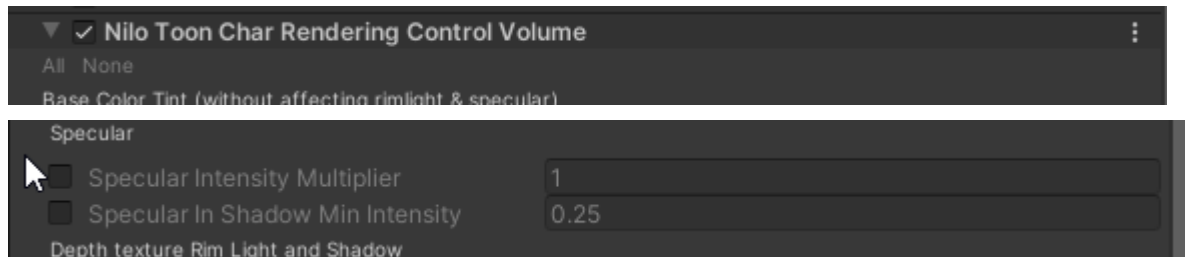 Nilo Toon Char Rendering Control Volume
All None
Base Color Tint (without affecting rimlight & specular)
Specular
Specular Intensity Multiplier 1
Specular In Shadow Min Intensity 0.25
Depth texture Rim Light and Shadow